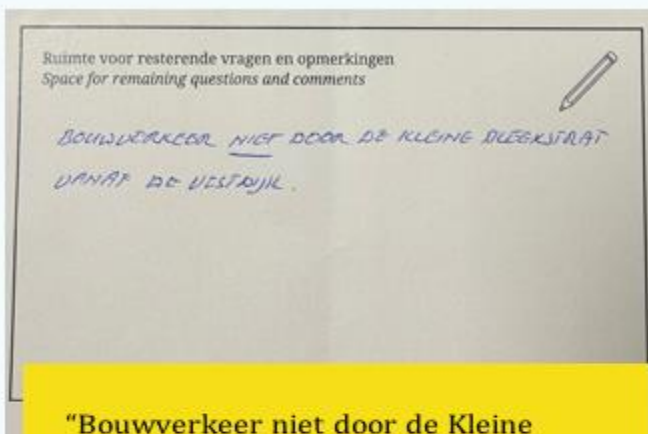 Ruimte voor resterende vragen en opmerkingen
Space for remaining questions and comments
BOUWVERKEER NIET DOOR DE KLEINE BLEEKSTRAT
VANAF DE VESTDIJK.
“Bouwverkeer niet door de Kleine